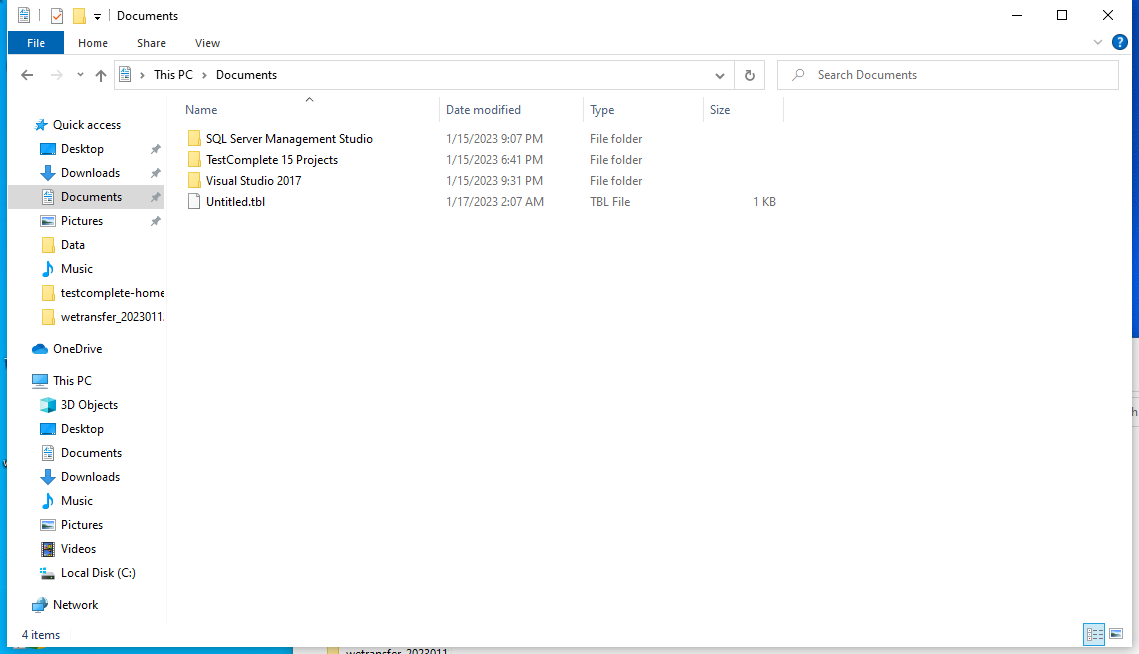 Documents
File Home Share View
This PC Documents
Search Documents
Name Date modified Type Size
Quick access
Desktop
Downloads
Documents
Pictures
Data
Music
testcomplete-home
wetransfer_2023011
OneDrive
This PC
3D Objects
Desktop
Documents
Downloads
Music
Pictures
Videos
Local Disk (C:)
Network
SQL Server Management Studio 1/15/2023 9:07 PM File folder
TestComplete 15 Projects 1/15/2023 6:41 PM File folder
Visual Studio 2017 1/15/2023 9:31 PM File folder
Untitled.tbl 1/17/2023 2:07 AM TBL File 1 KB
4 items
wetransfer_2023011